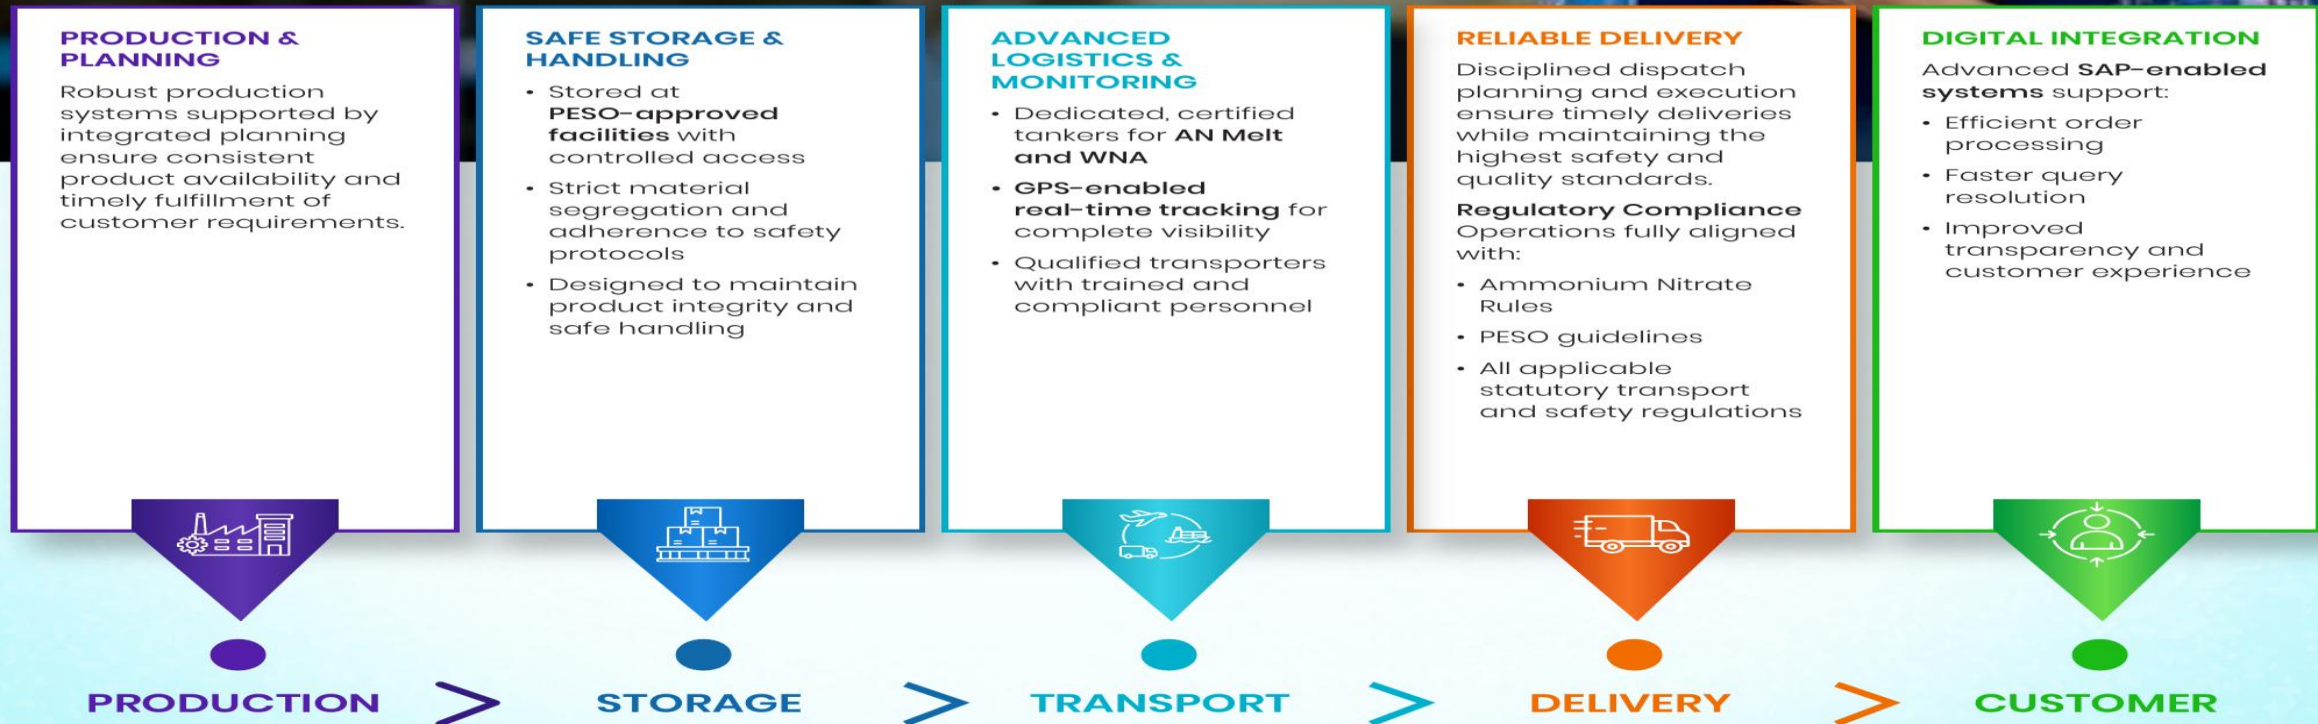 PRODUCTION &
PLANNING
Robust production
systems supported by
integrated planning
ensure consistent
product availability and
timely fulfillment of
customer requirements.
SAFE STORAGE &
HANDLING
• Stored at
PESO-approved
facilities with
controlled access
• Strict material
segregation and
adherence to safety
protocols
• Designed to maintain
product integrity and
safe handling
ADVANCED
LOGISTICS &
MONITORING
• Dedicated, certified
tankers for AN Melt
and WNA
• GPS-enabled
real-time tracking for
complete visibility
• Qualified transporters
with trained and
compliant personnel
RELIABLE DELIVERY
Disciplined dispatch
planning and execution
ensure timely deliveries
while maintaining the
highest safety and
quality standards.
Regulatory Compliance
Operations fully aligned
with:
• Ammonium Nitrate
Rules
• PESO guidelines
• All applicable
statutory transport
and safety regulations
DIGITAL INTEGRATION
Advanced SAP-enabled
systems support:
• Efficient order
processing
• Faster query
resolution
• Improved
transparency and
customer experience
PRODUCTION > STORAGE > TRANSPORT > DELIVERY > CUSTOMER